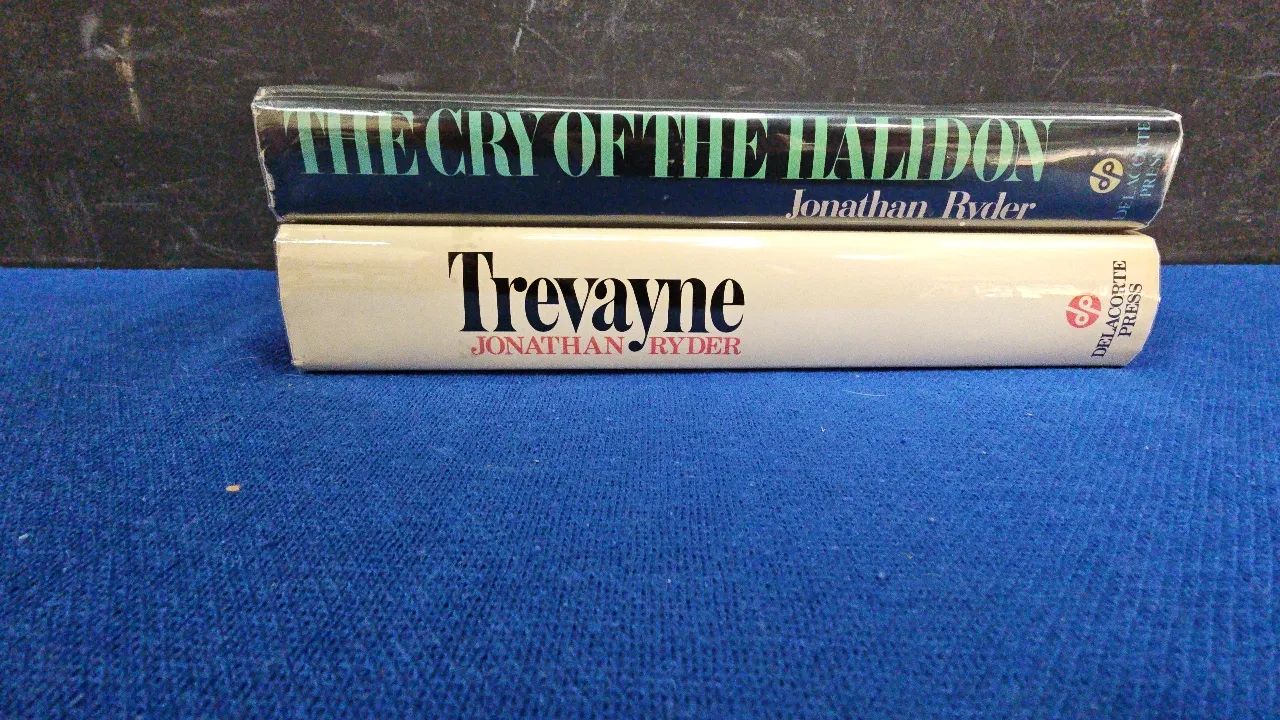 THE CRY OF THE HALIDON
Jonathan Ryder
DELACORTE
PRESS
Trevayne
JONATHAN RYDER
DELACORTE
PRESS